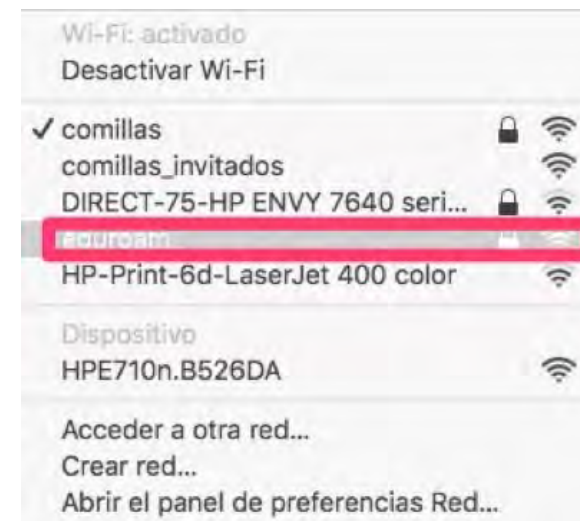 Wi-Fi: activado
Desactivar Wi-Fi
✓ comillas
comillas_invitados
DIRECT-75-HP ENVY 7640 seri...
eduroam
HP-Print-6d-LaserJet 400 color
Dispositivo
HPE710n.B526DA
Acceder a otra red...
Crear red...
Abrir el panel de preferencias Red...